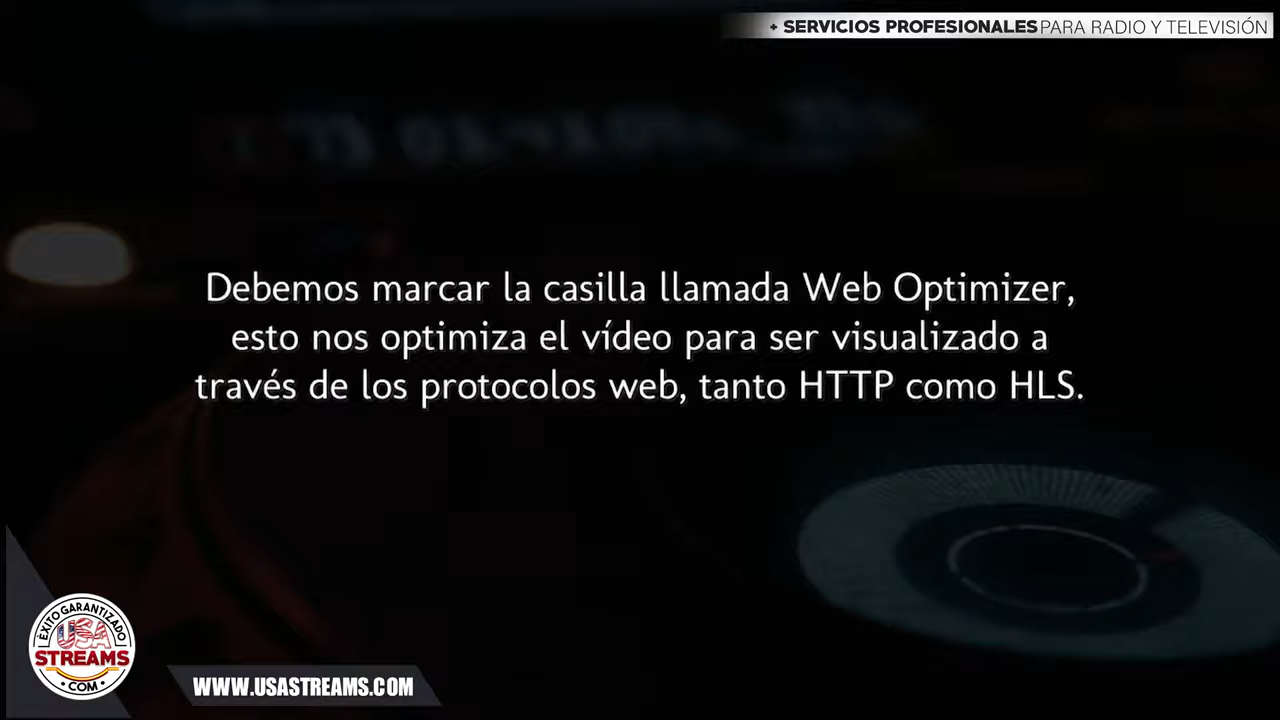 + SERVICIOS PROFESIONALES PARA RADIO Y TELEVISIÓN
Debemos marcar la casilla llamada Web Optimizer,
esto nos optimiza el vídeo para ser visualizado a
través de los protocolos web, tanto HTTP como HLS.
ÉXITO GARANTIZADO
USA
STREAMS
• COM •
WWW.USASTREAMS.COM